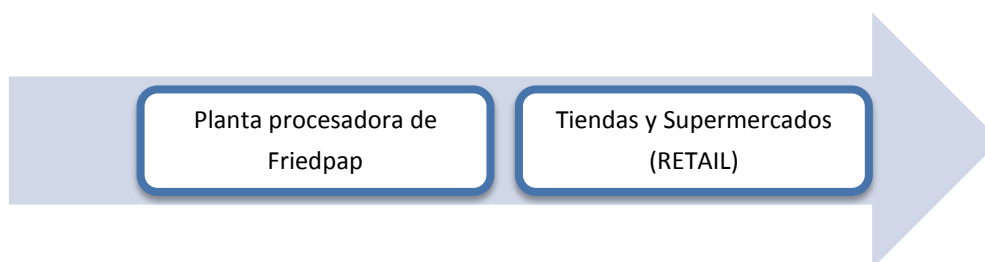 Planta procesadora de
Friedpap
Tiendas y Supermercados
(RETAIL)